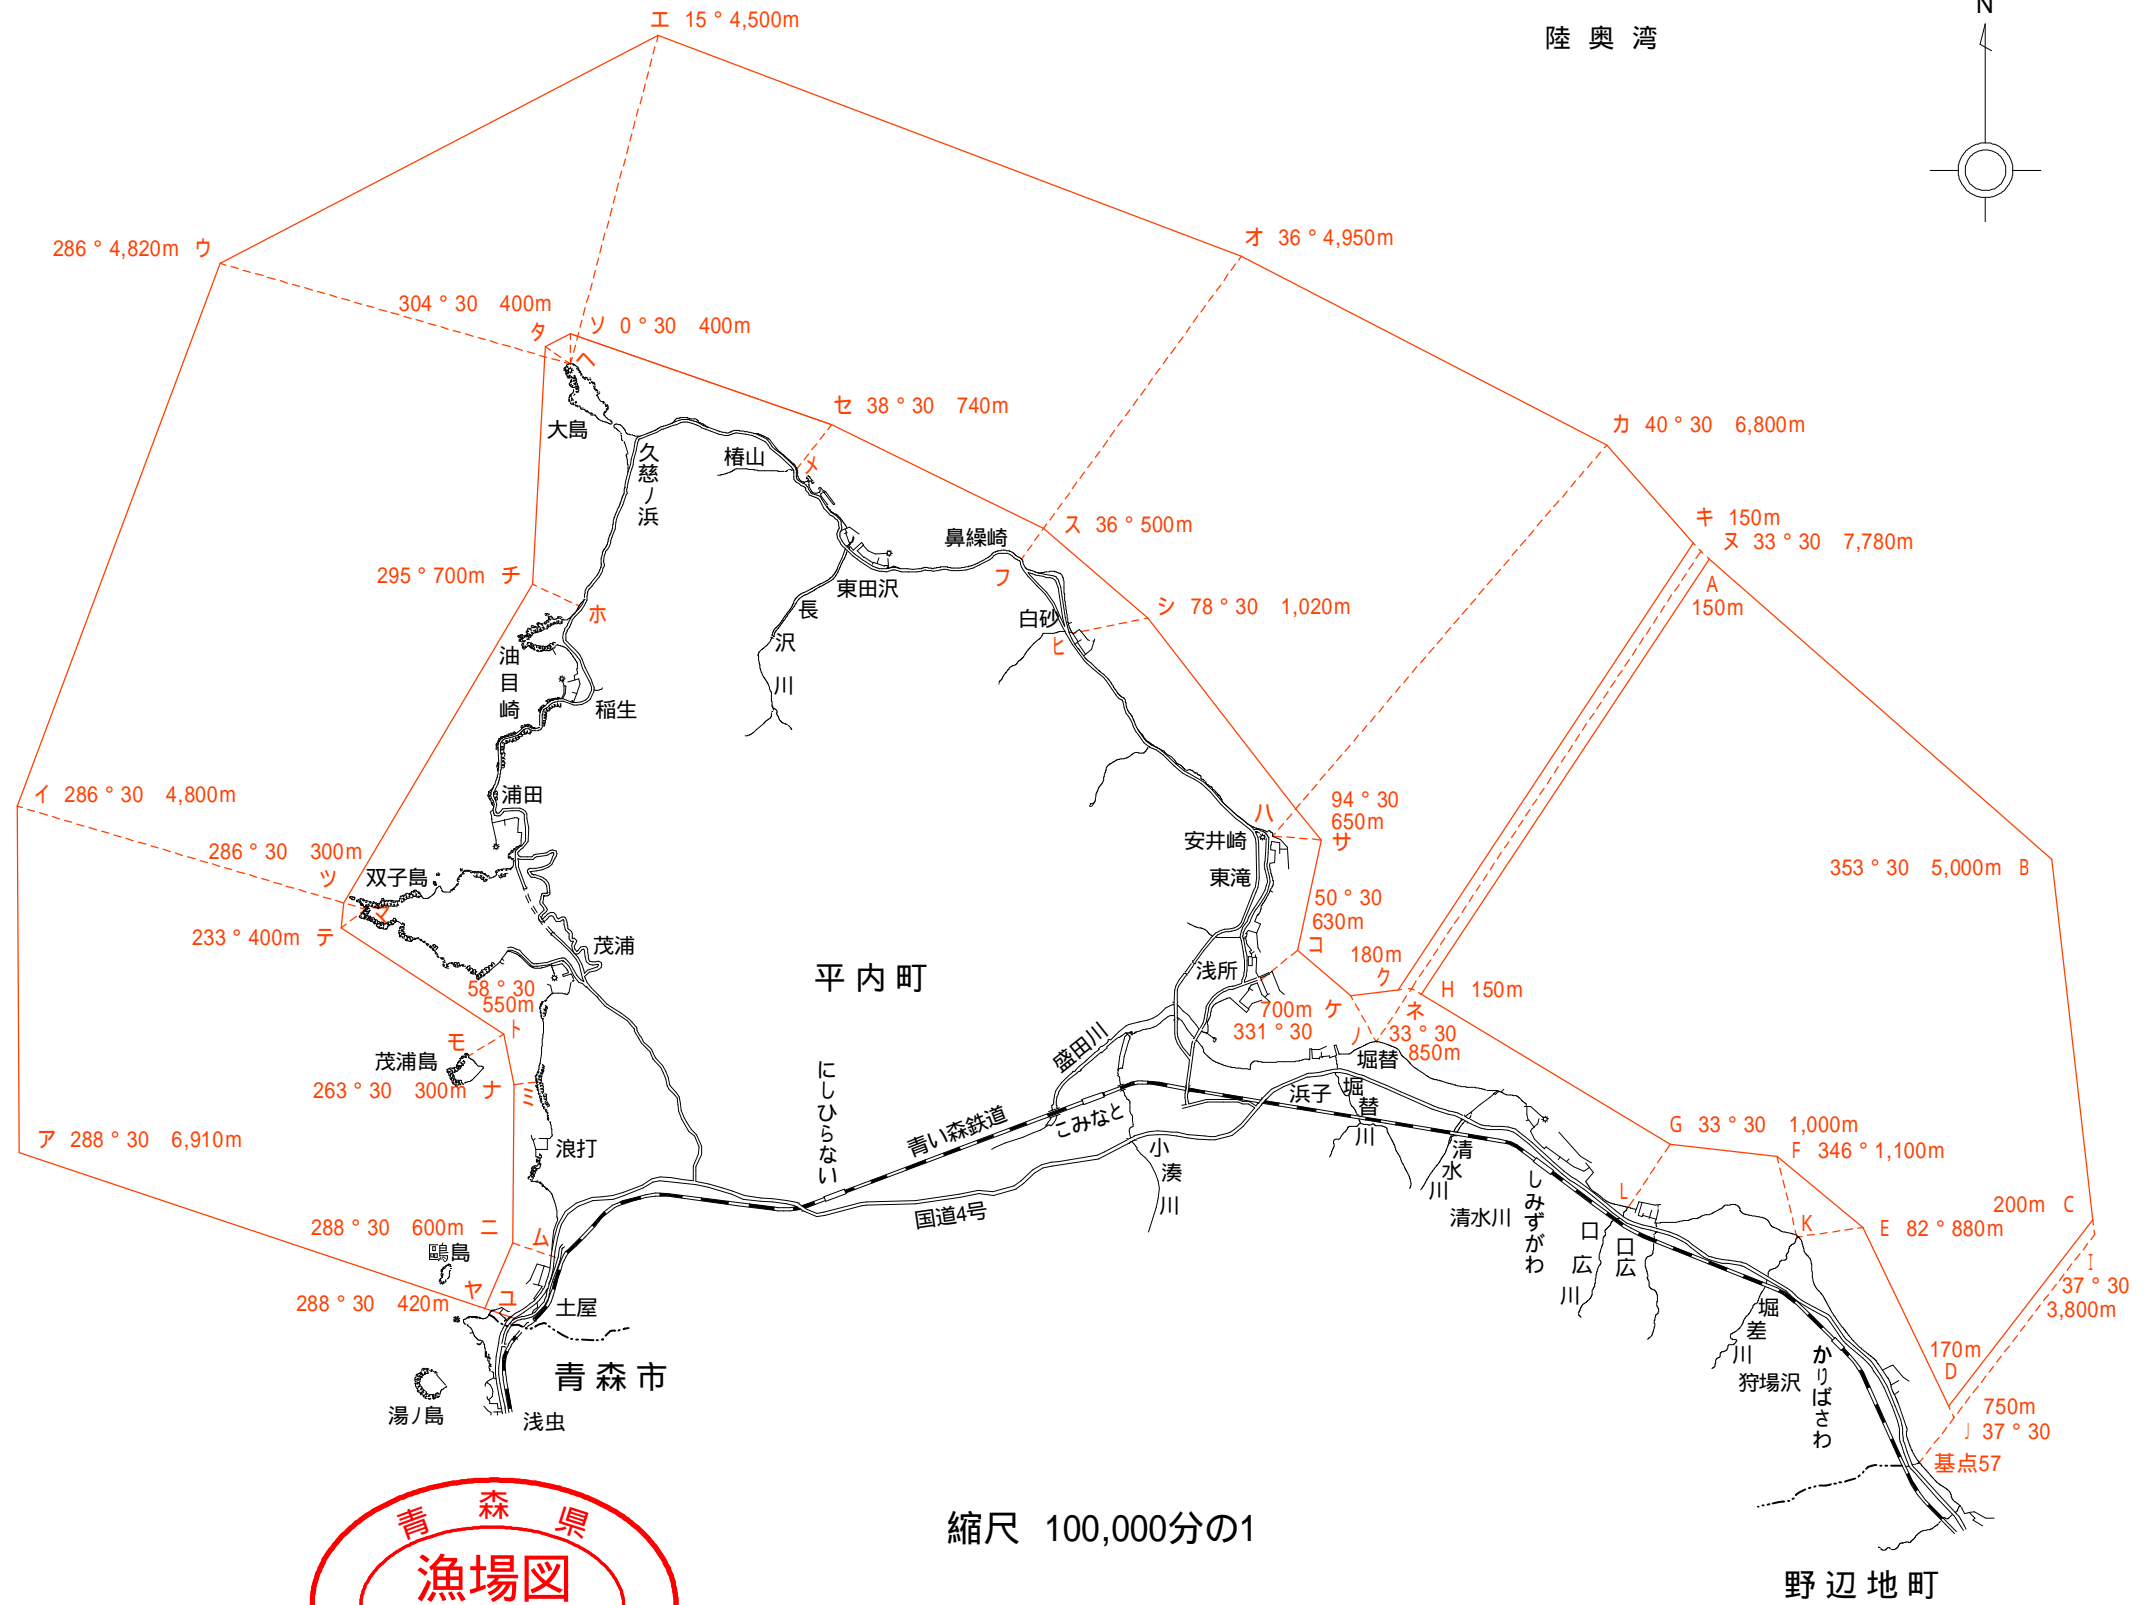 エ 15°4,500m
陸奥湾
N
オ 36°4,950m
286°4,820m ウ
304°30 400m
タ
ソ 0°30 400m
ヘ
セ 38°30 740m
大島
久慈ノ浜
椿山
メ
カ 40°30 6,800m
ス 36°500m
鼻繰崎
フ
キ 150m
ヌ 33°30 7,780m
A
150m
295°700m チ
ホ
東田沢
長沢川
白砂
ヒ
シ 78°30 1,020m
油目崎
稲生
イ 286°30 4,800m
浦田
286°30 300m
ツ
双子島
マ
233°400m テ
ハ
94°30
650m
サ
安井崎
東滝
353°30 5,000m B
50°30
630m
コ
茂浦
平内町
浅所
180m
ク
H 150m
58°30
550m
ト
モ
茂浦島
700m ケ
331°30
ネ
ノ
33°30
850m
堀替
263°30 300m ナ
ミ
盛田川
にしひらない
青い森鉄道
こみなと
浜子
堀替川
ア 288°30 6,910m
浪打
G 33°30 1,000m
F 346°1,100m
小湊川
清水川
しみずがわ
清水川
L
K
E 82°880m
200m C
288°30 600m ニ
ム
鷗島
国道4号
口広川
口広
I
37°30
3,800m
ヤ
ユ
288°30 420m
土屋
堀差川
狩場沢
かりばさわ
170m
D
青森市
湯ノ島
浅虫
750m
J 37°30
基点57
青森県
漁場図
縮尺 100,000分の1
野辺地町